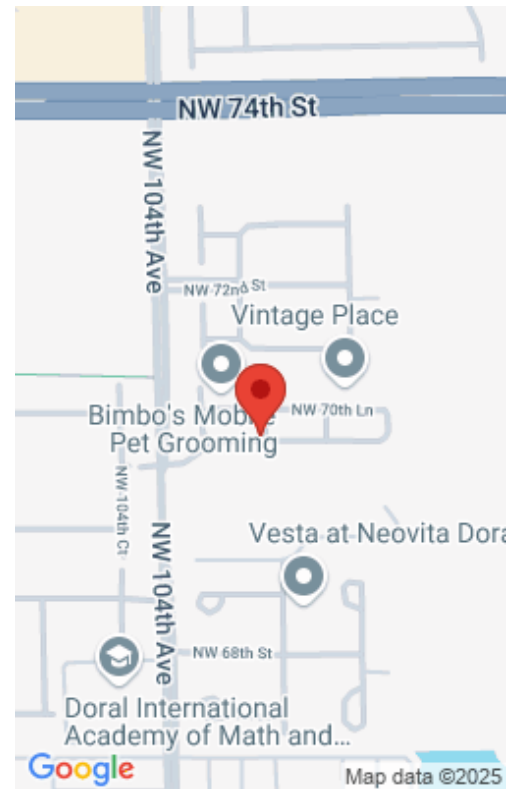 NW 74th St
NW 104th Ave
NW 72nd St
Vintage Place
Bimbo's Mobile
Pet Grooming
NW 70th Ln
NW 104th Ct
NW 104th Ave
Vesta at Neovita Dora
NW 68th St
Doral International
Academy of Math and...
Google
Map data ©2025